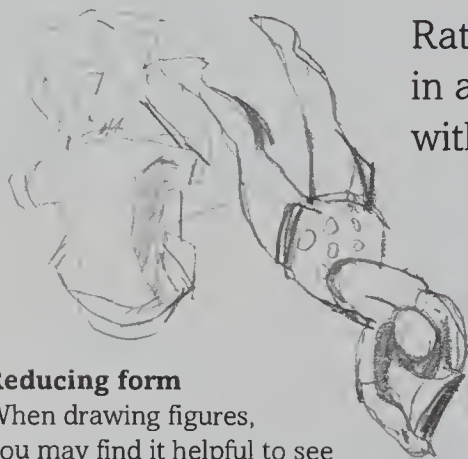 Rat
in a
with
Reducing form
When drawing figures,
you may find it helpful to see